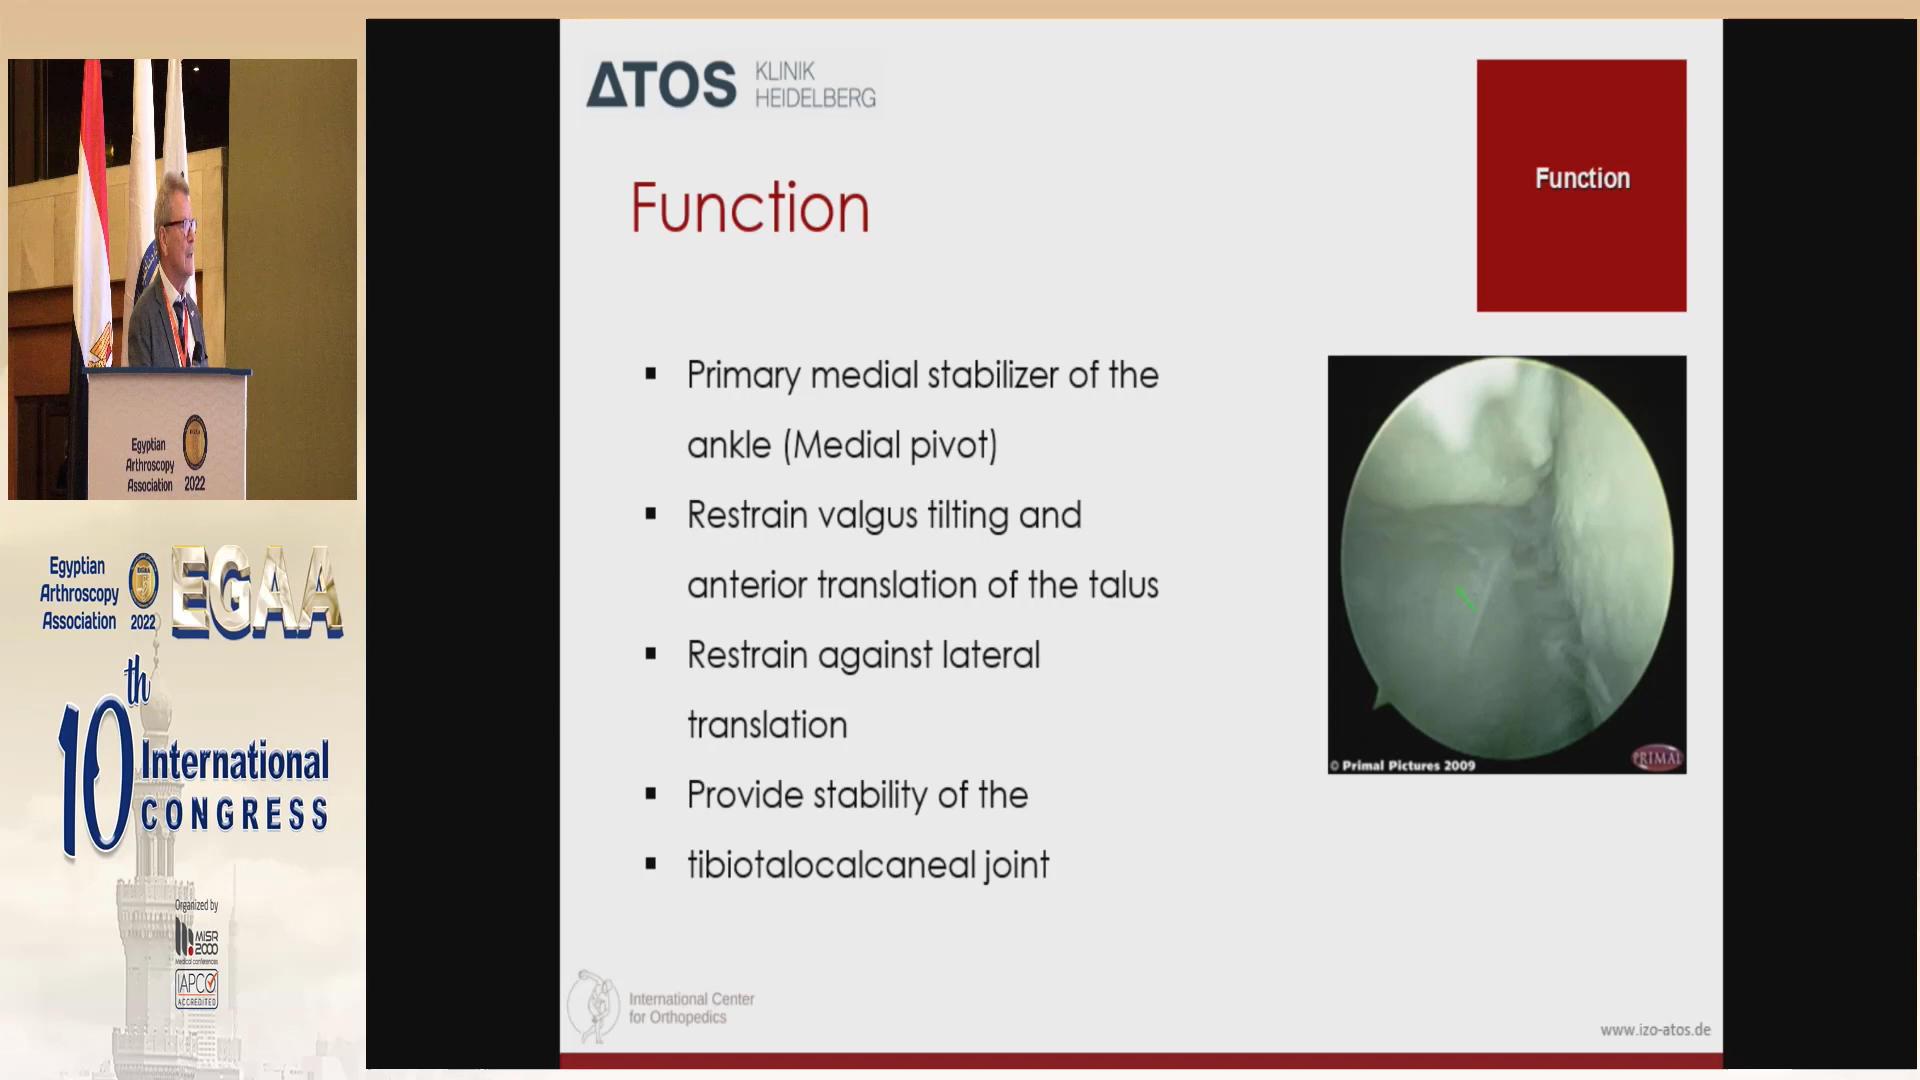 Egyptian
Arthroscopy
Association 2022
Egyptian
Arthroscopy
Association 2022
EGAA
10th International
CONGRESS
Organized by
MiSR
2000
Medical conferences
IAPCO
ACCREDITED
ATOS KLINIK
HEIDELBERG
Function
Function
▪ Primary medial stabilizer of the
ankle (Medial pivot)
▪ Restrain valgus tilting and
anterior translation of the talus
▪ Restrain against lateral
translation
▪ Provide stability of the
▪ tibiotalocalcaneal joint
© Primal Pictures 2009
PRIMAL
International Center
for Orthopedics
www.izo-atos.de